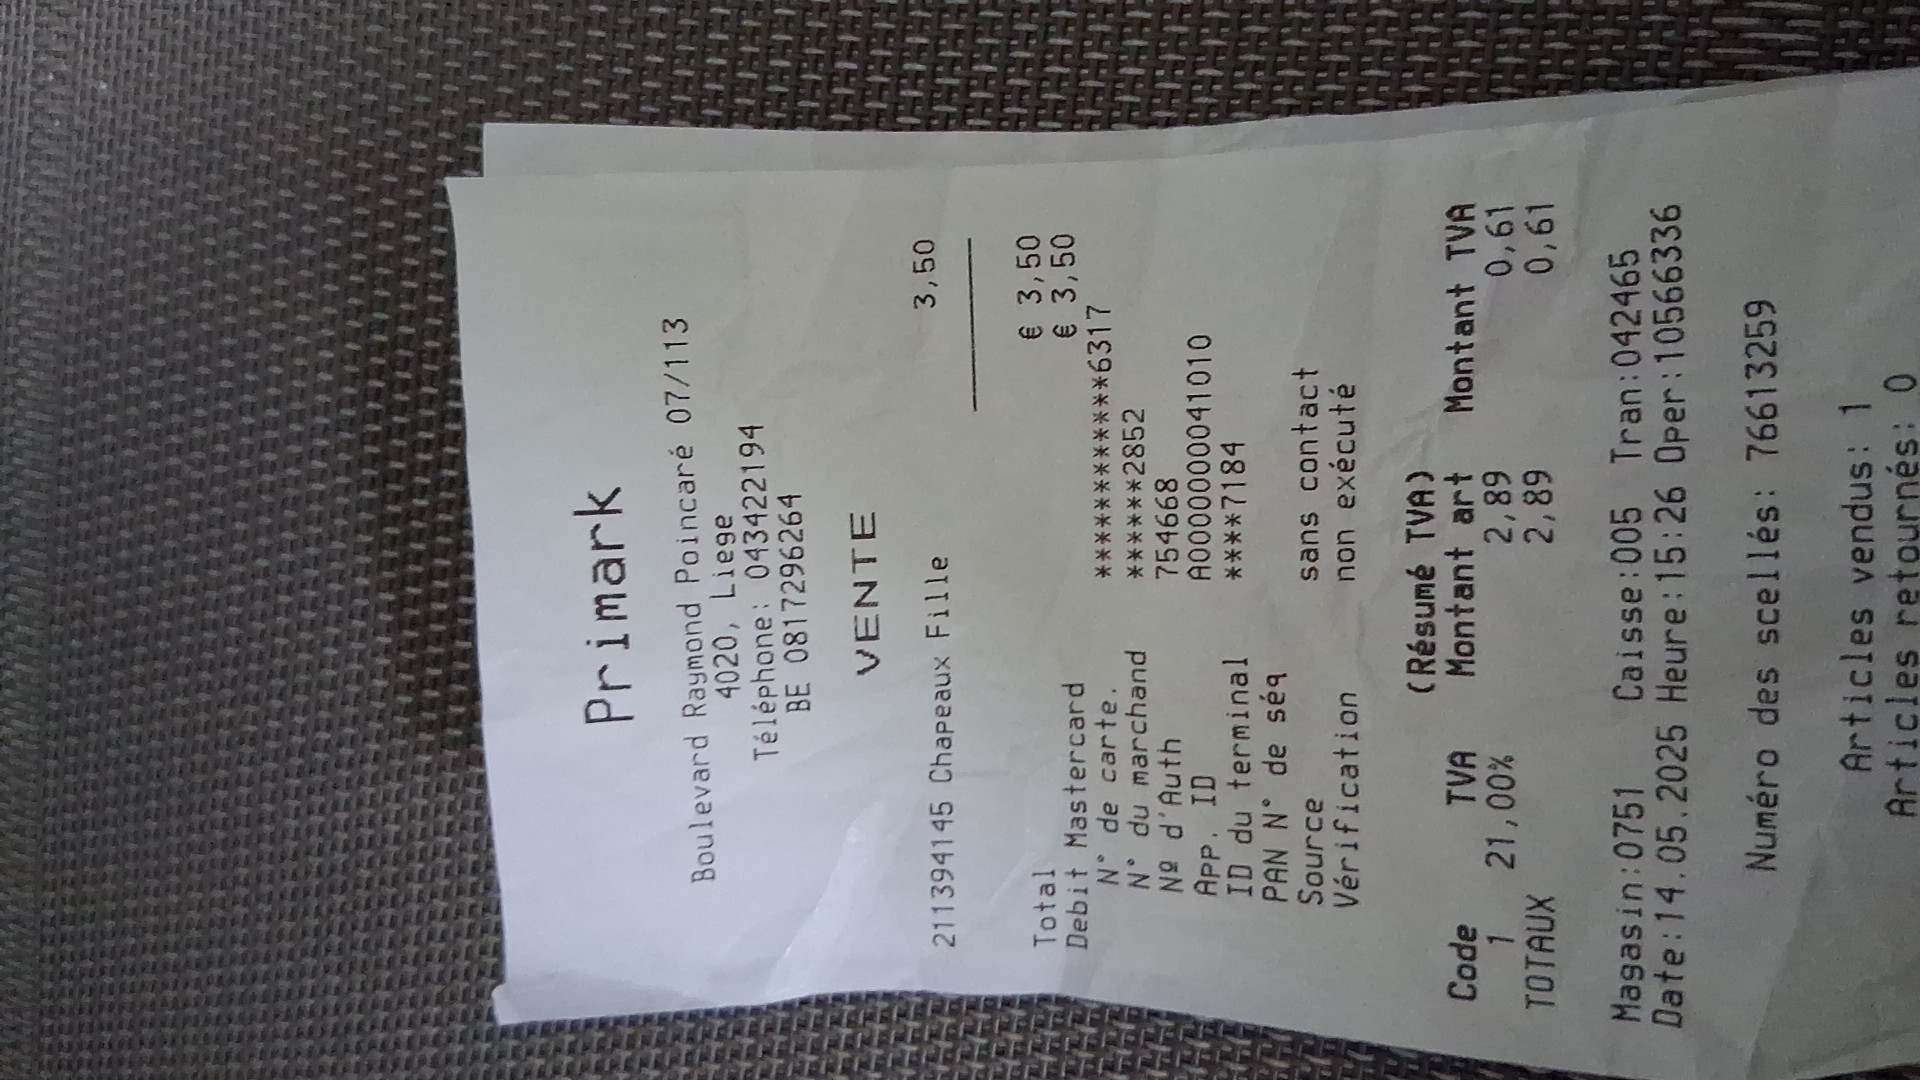 Primark
Boulevard Raymond Poincaré 07/113
4020, Liege
Téléphone: 043422194
BE 0817296264
VENTE
211394145 Chapeaux Fille 3,50
Total € 3,50
Debit Mastercard € 3,50
N° de carte. ************6317
N° du marchand ******2852
Nº d'Auth 754668
App. ID A0000000041010
ID du terminal ****7184
PAN N° de séq
Source sans contact
Vérification non exécuté
(Résumé TVA)
Code TVA Montant art Montant TVA
1 21,00% 2,89 0,61
TOTAUX 2,89 0,61
Magasin:0751 Caisse:005 Tran:042465
Date:14.05.2025 Heure:15:26 Oper:10566336
Numéro des scellés: 76613259
Articles vendus: 1
Articles retournés: 0